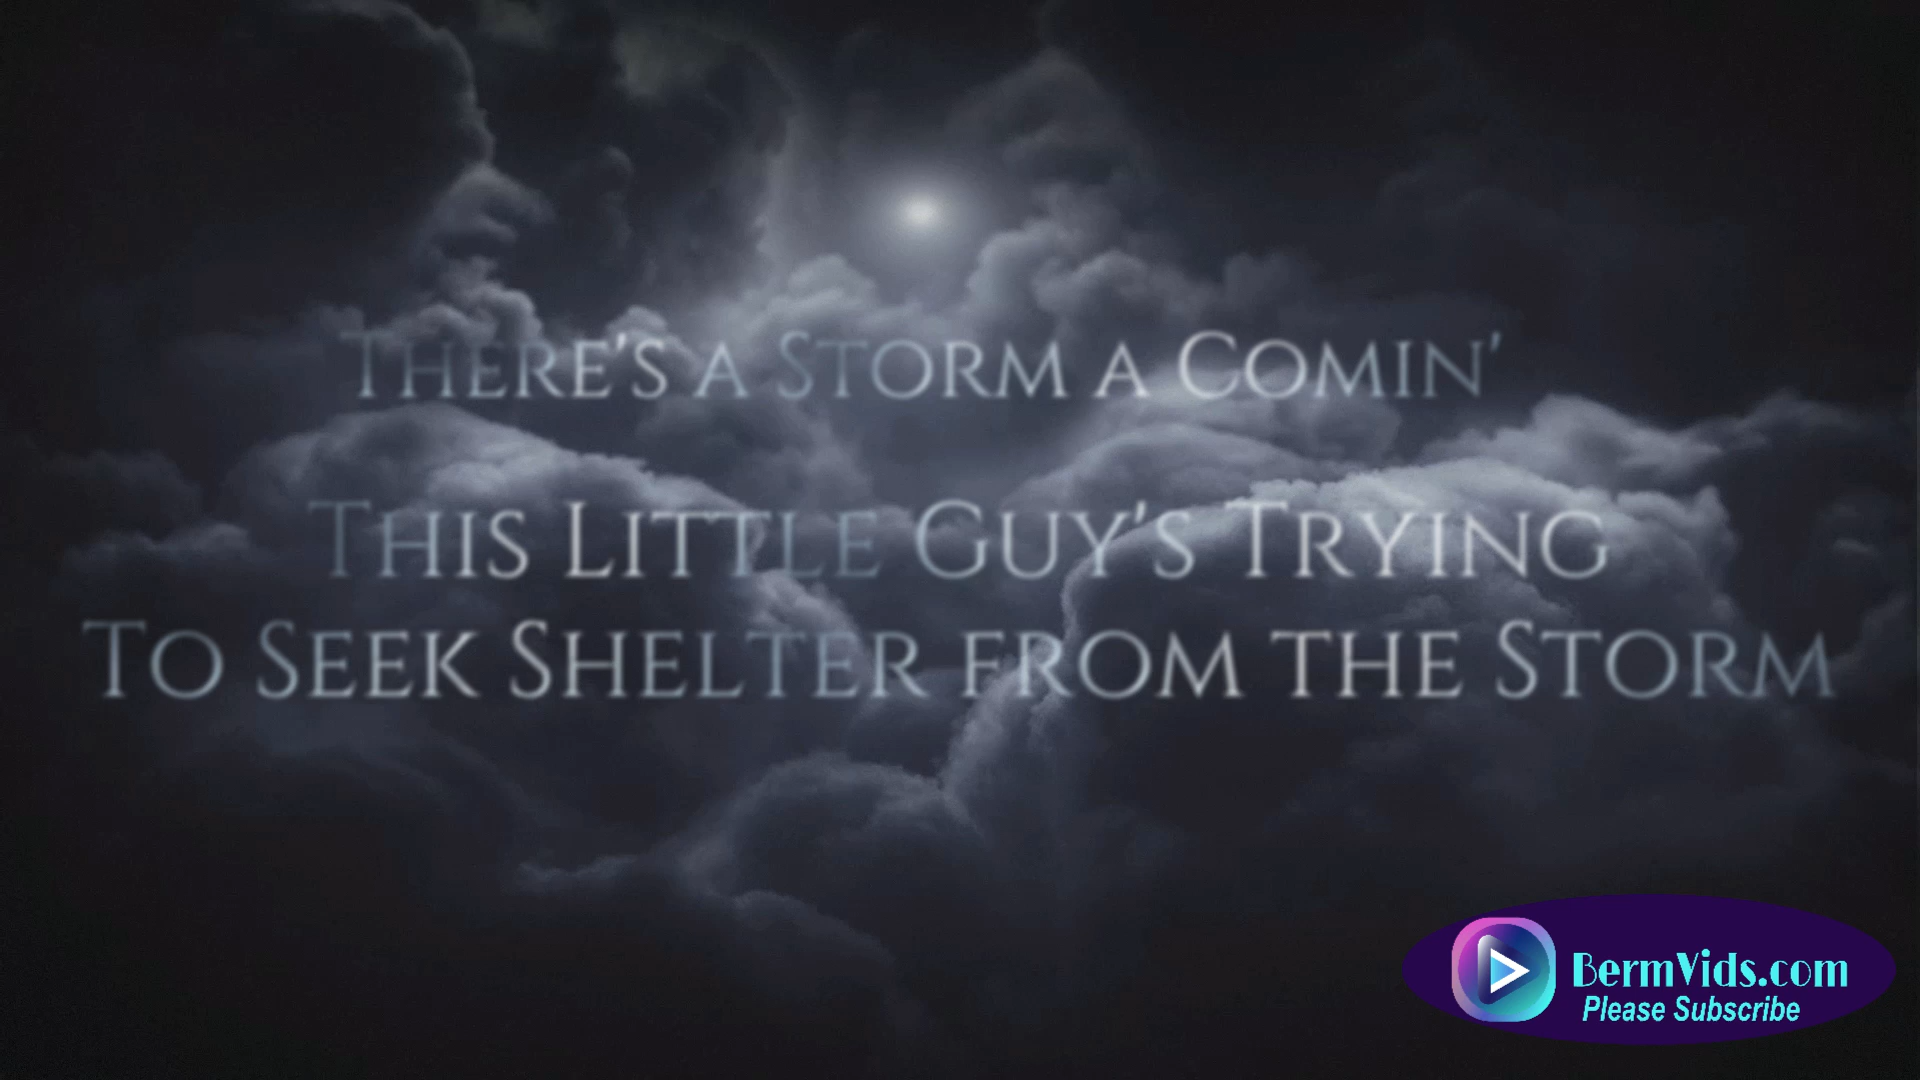 There's a Storm a Comin'
This Little Guy's Trying
To Seek Shelter from the Storm
BermVids.com
Please Subscribe